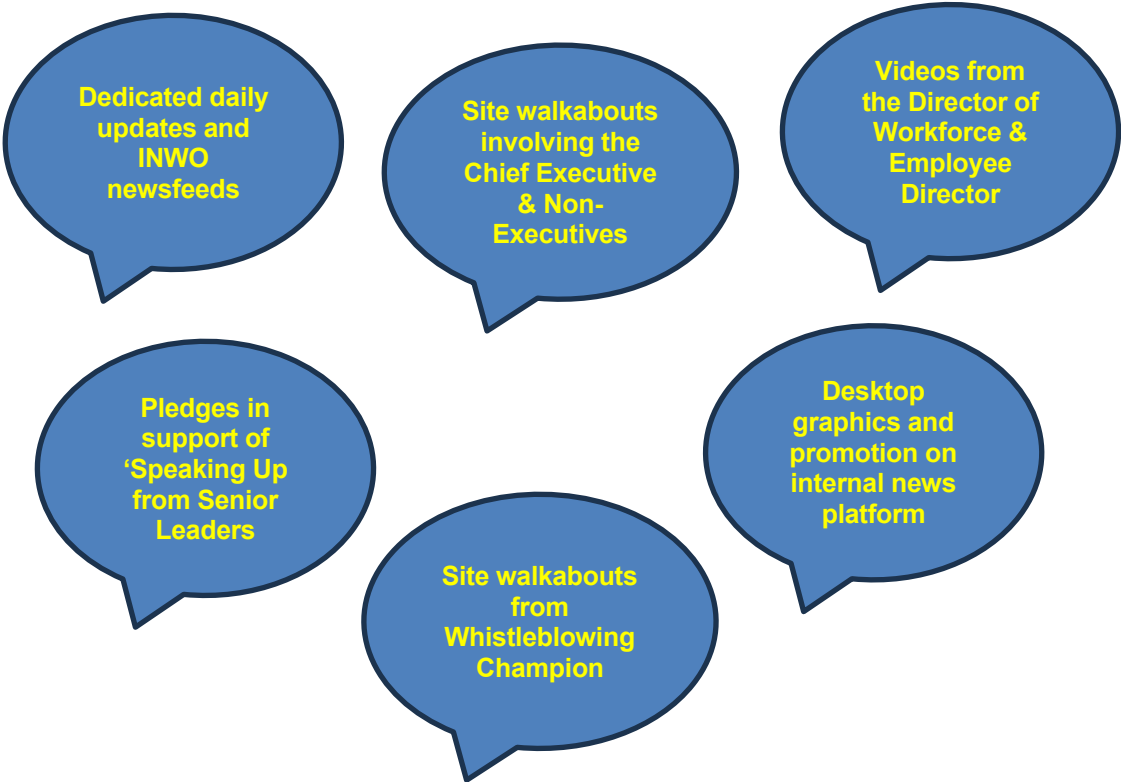 Dedicated daily
updates and
INWO
newsfeeds
Site walkabouts
involving the
Chief Executive
& Non-
Executives
Videos from
the Director of
Workforce &
Employee
Director
Pledges in
support of
‘Speaking Up
from Senior
Leaders
Site walkabouts
from
Whistleblowing
Champion
Desktop
graphics and
promotion on
internal news
platform